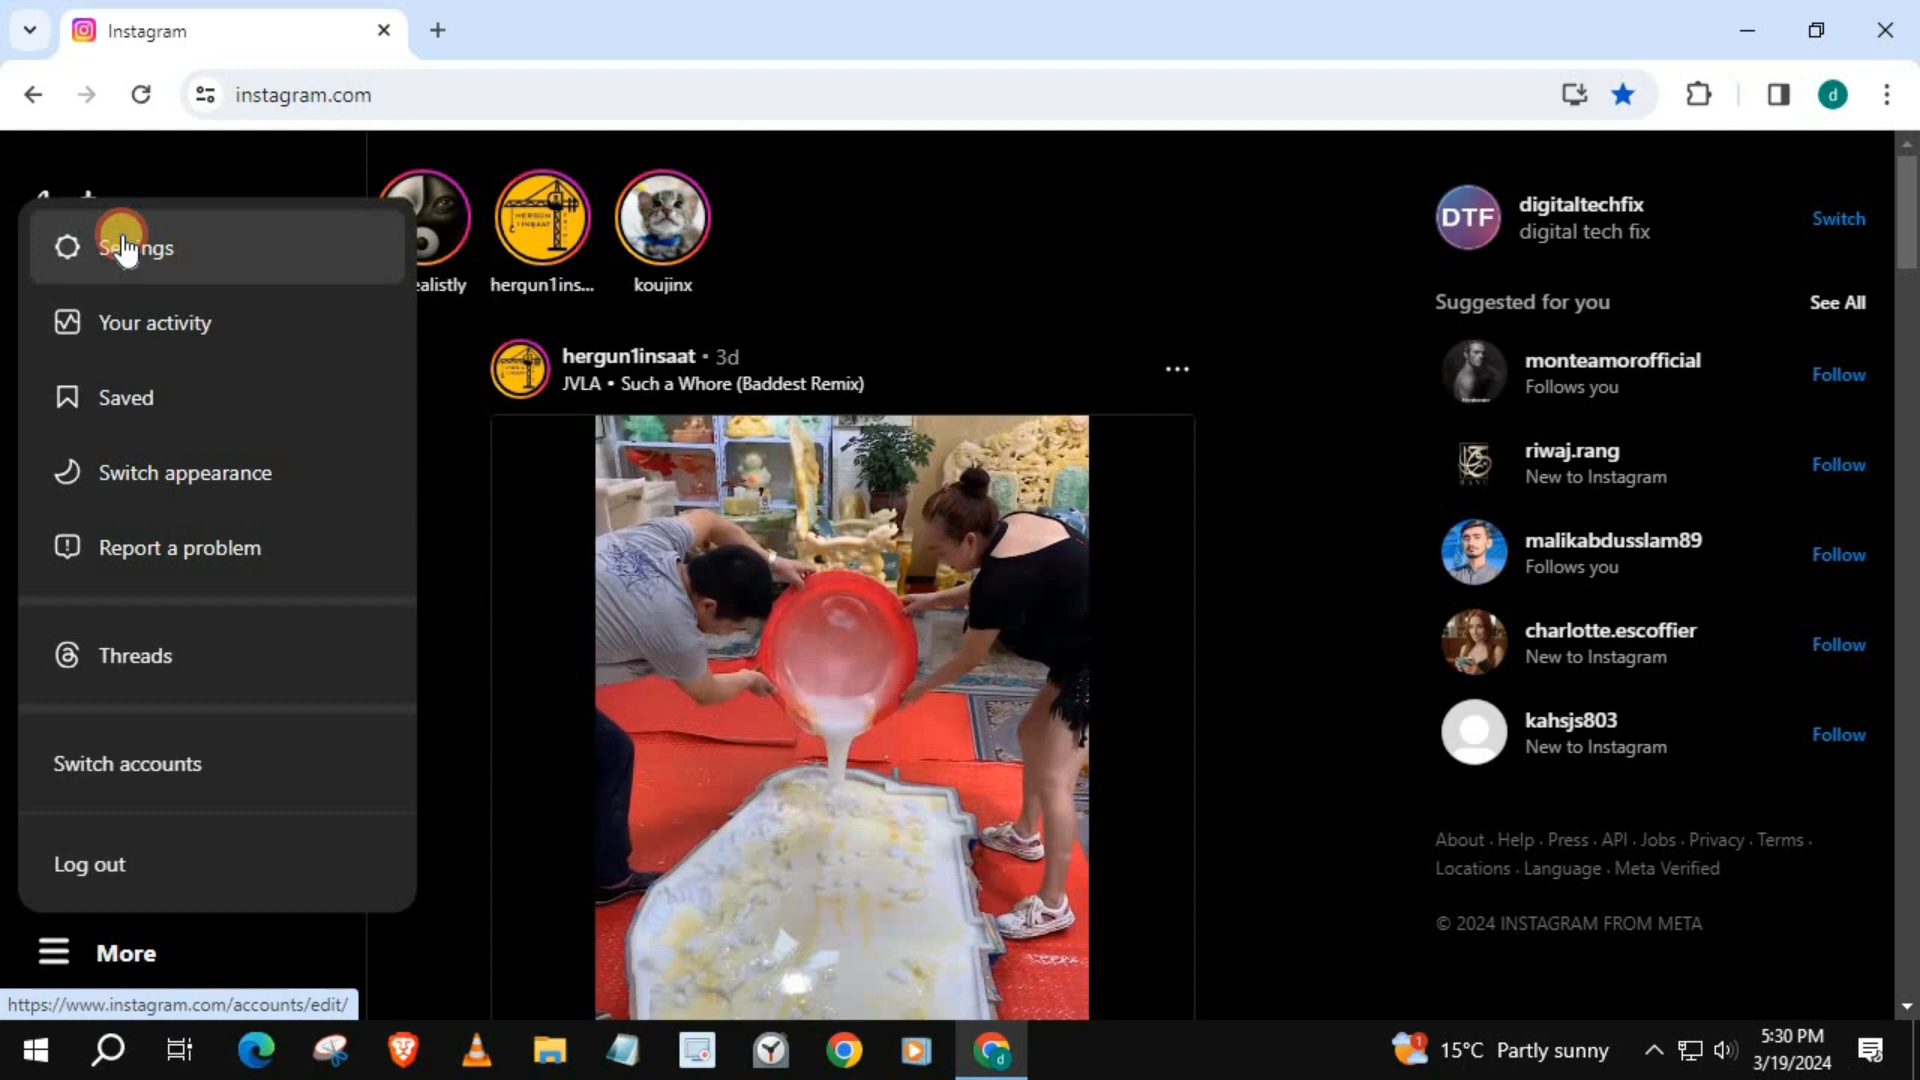 Instagram
instagram.com
d
Settings
Your activity
Saved
Switch appearance
Report a problem
Threads
Switch accounts
Log out
More
https://www.instagram.com/accounts/edit/
alistly
hergun1ins...
koujinx
hergun1insaat • 3d
JVLA • Such a Whore (Baddest Remix)
DTF
digitaltechfix
digital tech fix
Switch
Suggested for you
See All
monteamorofficial
Follows you
Follow
riwaj.rang
New to Instagram
Follow
malikabdusslam89
Follows you
Follow
charlotte.escoffier
New to Instagram
Follow
kahsjs803
New to Instagram
Follow
About · Help · Press · API · Jobs · Privacy · Terms ·
Locations · Language · Meta Verified
© 2024 INSTAGRAM FROM META
1
15°C Partly sunny
5:30 PM
3/19/2024